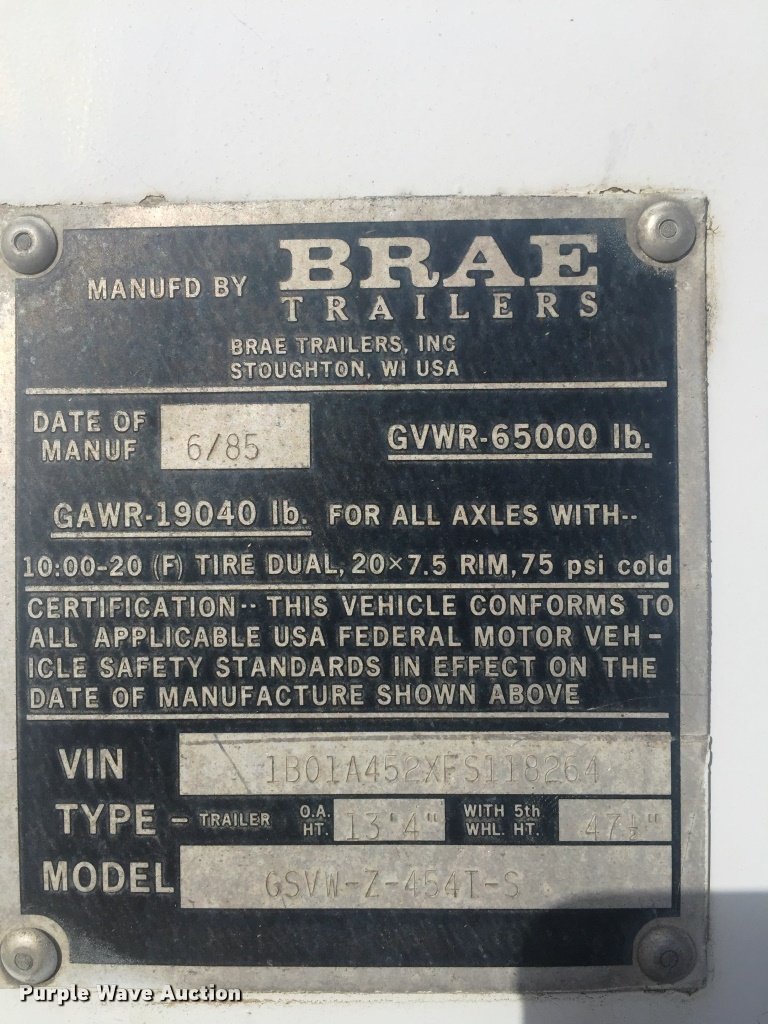 MANUFD BY BRAE
TRAILERS
BRAE TRAILERS, INC
STOUGHTON, WI USA
DATE OF MANUF 6/85 GVWR-65000 lb.
GAWR-19040 lb. FOR ALL AXLES WITH--
10:00-20 (F) TIRE DUAL, 20×7.5 RIM, 75 psi cold
CERTIFICATION-- THIS VEHICLE CONFORMS TO
ALL APPLICABLE USA FEDERAL MOTOR VEH-
ICLE SAFETY STANDARDS IN EFFECT ON THE
DATE OF MANUFACTURE SHOWN ABOVE
VIN 1B01A452XFS118264
TYPE - TRAILER O.A. HT. 13'4" WITH 5th WHL. HT. 47½"
MODEL GSVW-Z-454T-S
Purple Wave Auction